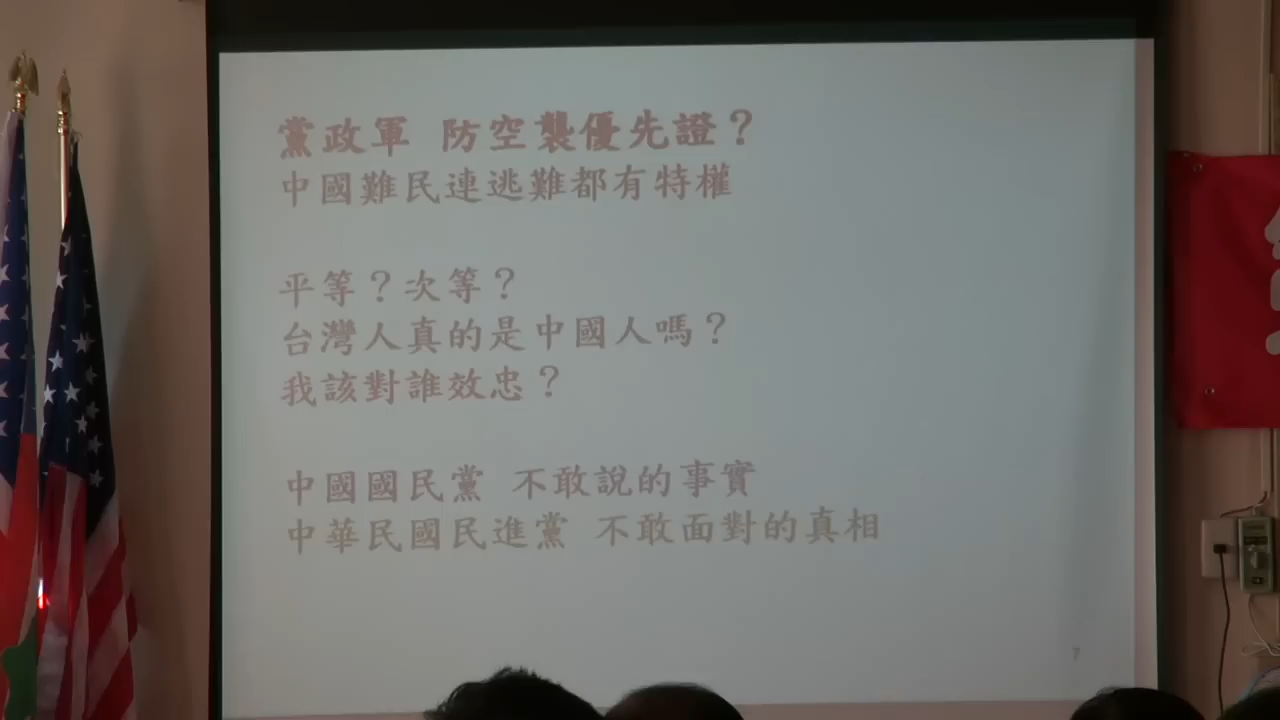 黨政軍 防空襲優先證？
中國難民連逃難都有特權
平等？次等？
台灣人真的是中國人嗎？
我該對誰效忠？
中國國民黨 不敢說的事實
中華民國民進黨 不敢面對的真相
7